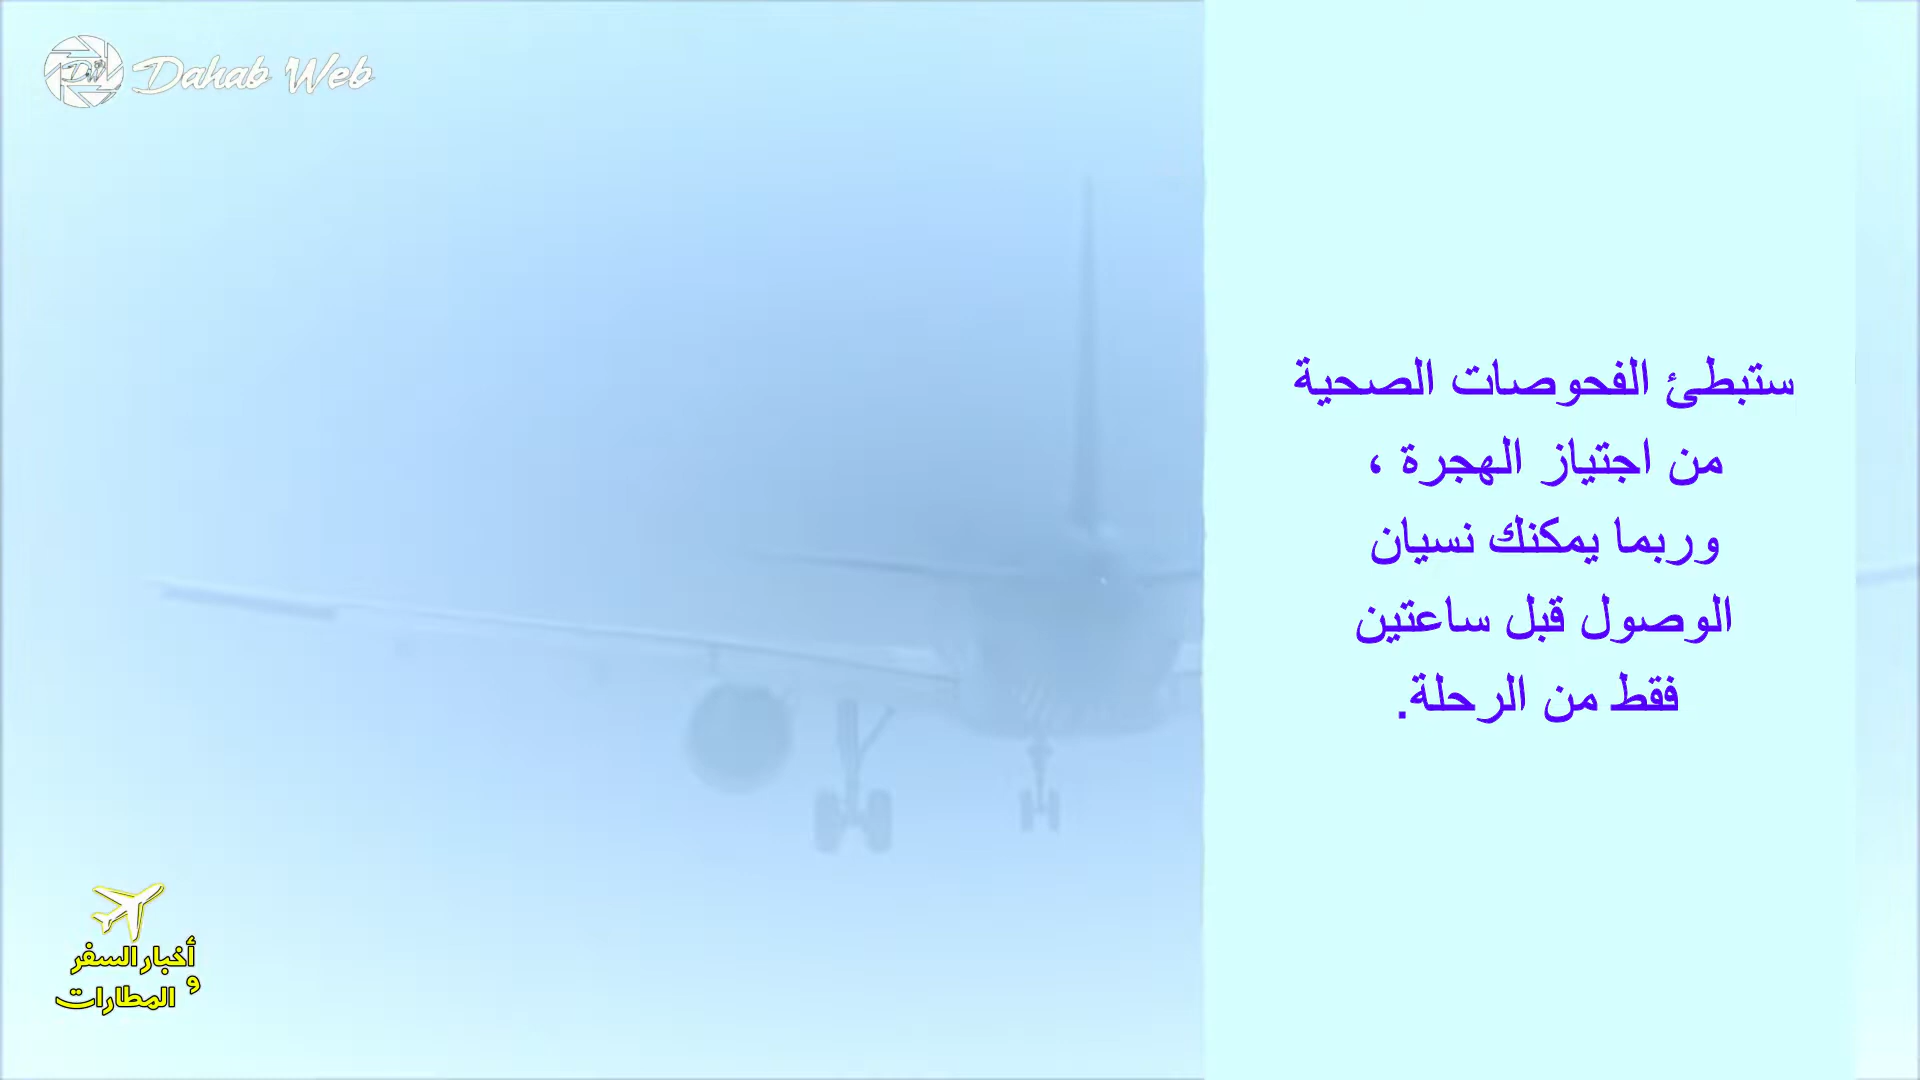 Dahab Web
ستبطئ الفحوصات الصحية
من اجتياز الهجرة ،
وربما يمكنك نسيان
الوصول قبل ساعتين
فقط من الرحلة.
أخبار السفر
و
المطارات